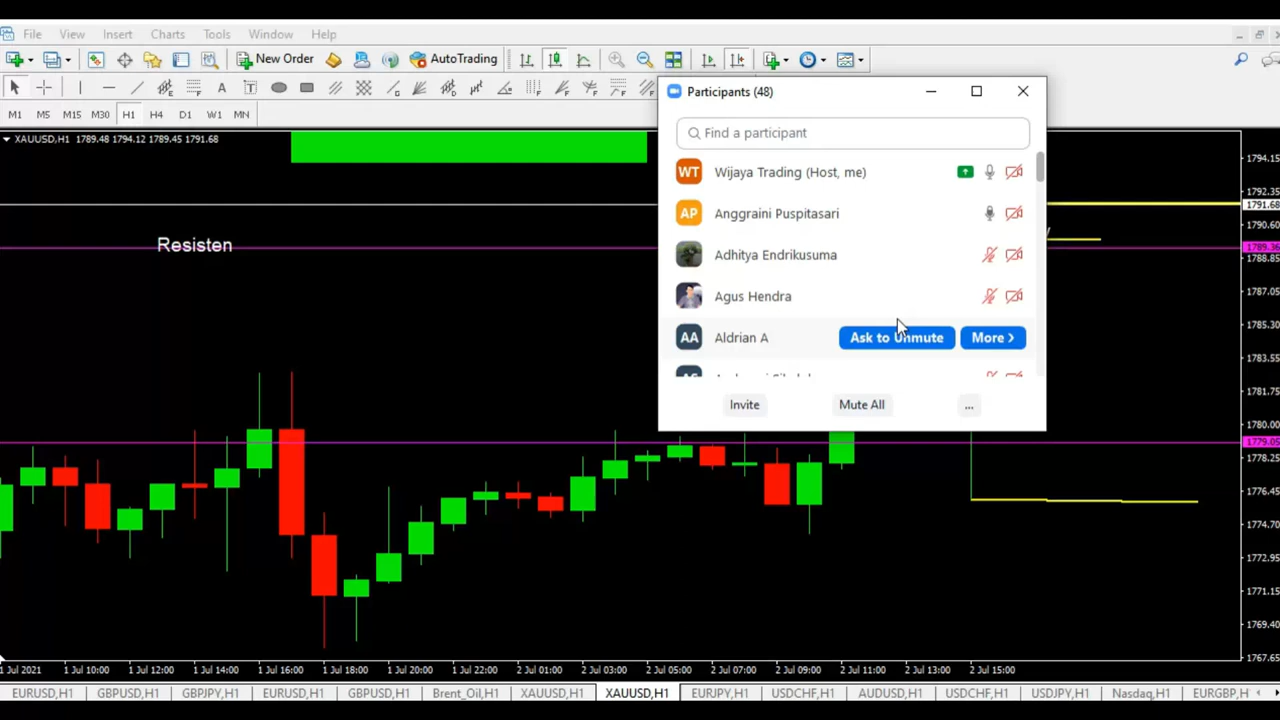 File View Insert Charts Tools Window Help
New Order AutoTrading
M1 M5 M15 M30 H1 H4 D1 W1 MN
XAUUSD,H1 1789.48 1794.12 1789.45 1791.68
Resisten
Participants (48)
Find a participant
WT Wijaya Trading (Host, me)
AP Anggraini Puspitasari
Adhitya Endrikusuma
Agus Hendra
AA Aldrian A Ask to Unmute More
Invite Mute All ...
1794.15
1792.35
1791.68
1790.60
1789.36
1788.85
1787.05
1785.30
1783.55
1781.75
1780.00
1779.05
1778.25
1776.45
1774.70
1772.95
1771.15
1769.40
1767.65
1 Jul 2021 1 Jul 10:00 1 Jul 12:00 1 Jul 14:00 1 Jul 16:00 1 Jul 18:00 1 Jul 20:00 1 Jul 22:00 2 Jul 01:00 2 Jul 03:00 2 Jul 05:00 2 Jul 07:00 2 Jul 09:00 2 Jul 11:00 2 Jul 13:00 2 Jul 15:00
EURUSD,H1 GBPUSD,H1 GBPJPY,H1 EURUSD,H1 GBPUSD,H1 Brent_Oil,H1 XAUUSD,H1 XAUUSD,H1 EURJPY,H1 USDCHF,H1 AUDUSD,H1 USDCHF,H1 USDJPY,H1 Nasdaq,H1 EURGBP,H